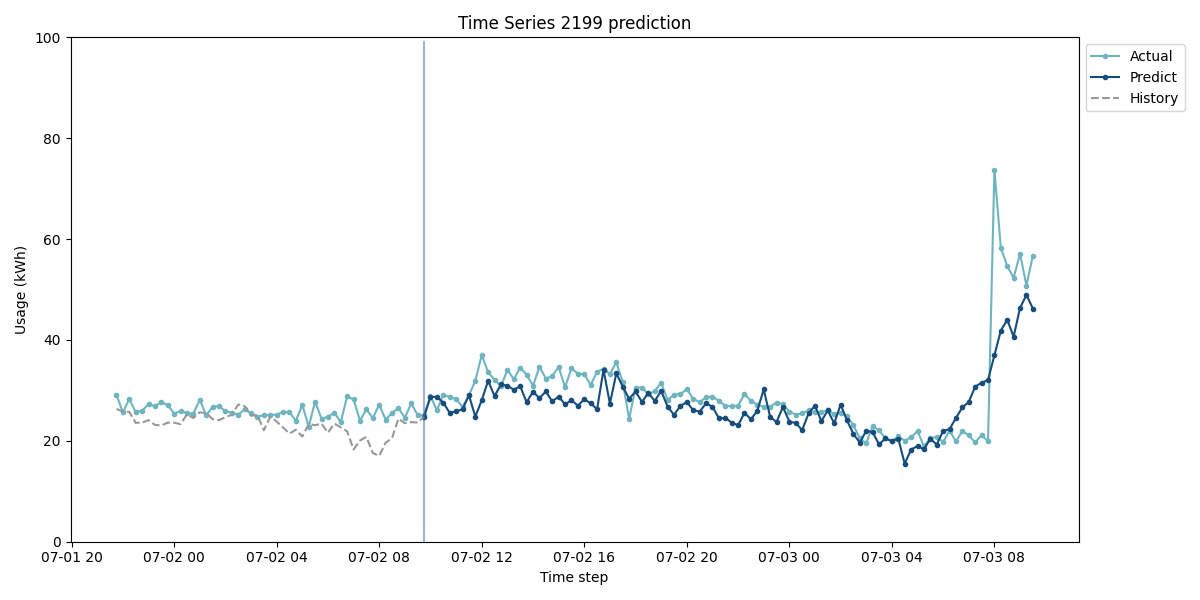 Time Series 2199 prediction
Usage (kWh)
100
80
60
40
20
0
07-01 20
07-02 00
07-02 04
07-02 08
07-02 12
07-02 16
07-02 20
07-03 00
07-03 04
07-03 08
Time step
Actual
Predict
History